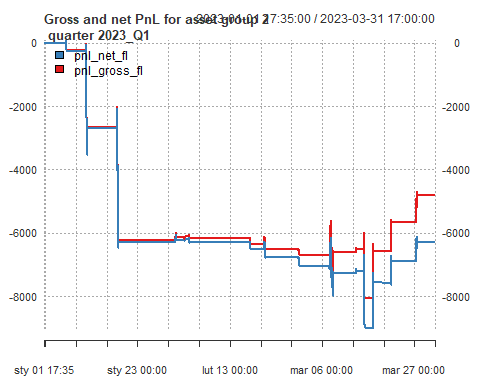 Gross and net PnL for asset group 2
quarter 2023_Q1
2023-01-01 17:35:00 / 2023-03-31 17:00:00
pnl_net_fl
pnl_gross_fl
0
-2000
-4000
-6000
-8000
0
-2000
-4000
-6000
-8000
sty 01 17:35
sty 23 00:00
lut 13 00:00
mar 06 00:00
mar 27 00:00